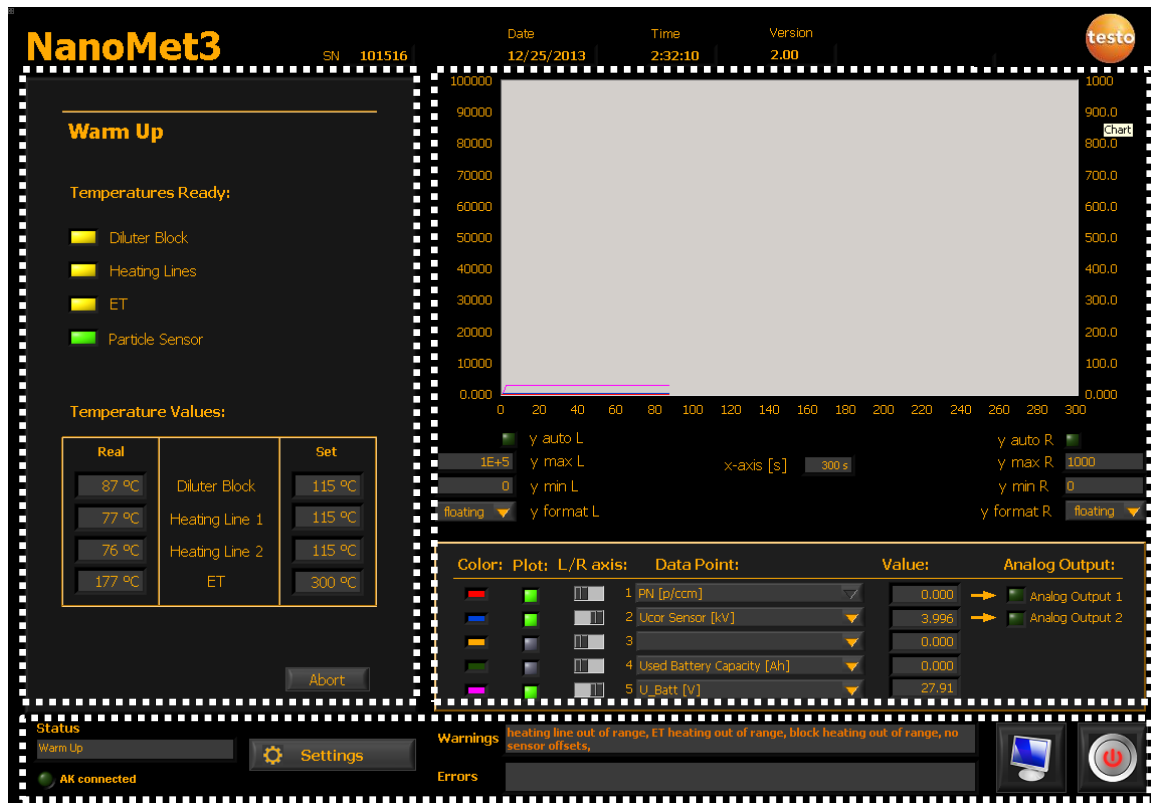 NanoMet3
SN 101516
Date
12/25/2013
Time
2:32:10
Version
2.00
testo
Warm Up
Temperatures Ready:
Diluter Block
Heating Lines
ET
Particle Sensor
Temperature Values:
Real Set
87 ºC Diluter Block 115 ºC
77 ºC Heating Line 1 115 ºC
76 ºC Heating Line 2 115 ºC
177 ºC ET 300 ºC
Abort
100000 1000
90000 900.0
Chart
80000 800.0
70000 700.0
60000 600.0
50000 500.0
40000 400.0
30000 300.0
20000 200.0
10000 100.0
0.000 0.000
0 20 40 60 80 100 120 140 160 180 200 220 240 260 280 300
y auto L y auto R
1E+5 y max L x-axis [s] 300 s y max R 1000
0 y min L y min R 0
floating y format L y format R floating
Color: Plot: L/R axis: Data Point: Value: Analog Output:
1 PN [p/ccm] 0.000 Analog Output 1
2 Ucor Sensor [kV] 3.996 Analog Output 2
3 0.000
4 Used Battery Capacity [Ah] 0.000
5 U_Batt [V] 27.91
Status
Warm Up
AK connected
Settings
Warnings heating line out of range, ET heating out of range, block heating out of range, no
sensor offsets,
Errors